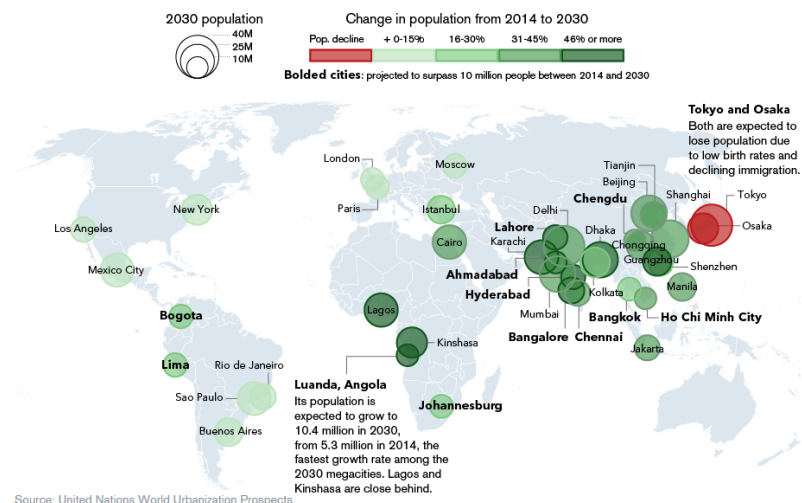 2030 population
40M
25M
10M
Change in population from 2014 to 2030
Pop. decline
+ 0-15%
16-30%
31-45%
46% or more
Bolded cities: projected to surpass 10 million people between 2014 and 2030
Tokyo and Osaka
Both are expected to
lose population due
to low birth rates and
declining immigration.
London
Moscow
Tianjin
Beijing
Chengdu
Shanghai
Tokyo
New York
Paris
Istanbul
Delhi
Los Angeles
Lahore
Dhaka
Osaka
Karachi
Cairo
Chongqing
Guangzhou
Mexico City
Ahmadabad
Shenzhen
Hyderabad
Kolkata
Manila
Lagos
Mumbai
Bogota
Bangkok
Ho Chi Minh City
Bangalore
Chennai
Kinshasa
Jakarta
Lima
Rio de Janeiro
Luanda, Angola
Its population is
expected to grow to
10.4 million in 2030,
from 5.3 million in 2014, the
fastest growth rate among the
2030 megacities. Lagos and
Kinshasa are close behind.
Sao Paulo
Johannesburg
Buenos Aires
Source: United Nations World Urbanization Prospects